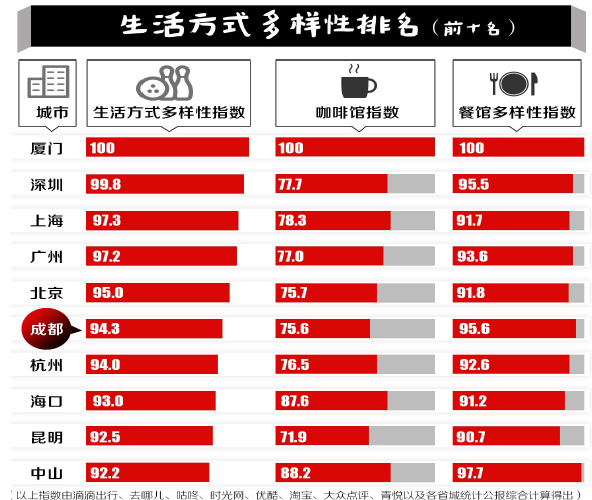 生活方式多样性排名（前十名）
城市 生活方式多样性指数 咖啡馆指数 餐馆多样性指数
厦门 100 100 100
深圳 99.8 77.7 95.5
上海 97.3 78.3 91.7
广州 97.2 77.0 93.6
北京 95.0 75.7 91.8
成都 94.3 75.6 95.6
杭州 94.0 76.5 92.6
海口 93.0 87.6 91.2
昆明 92.5 71.9 90.7
中山 92.2 88.2 97.7
（以上指数由滴滴出行、去哪儿、咕咚、时光网、优酷、淘宝、大众点评、青悦以及各省城统计公报综合计算得出）